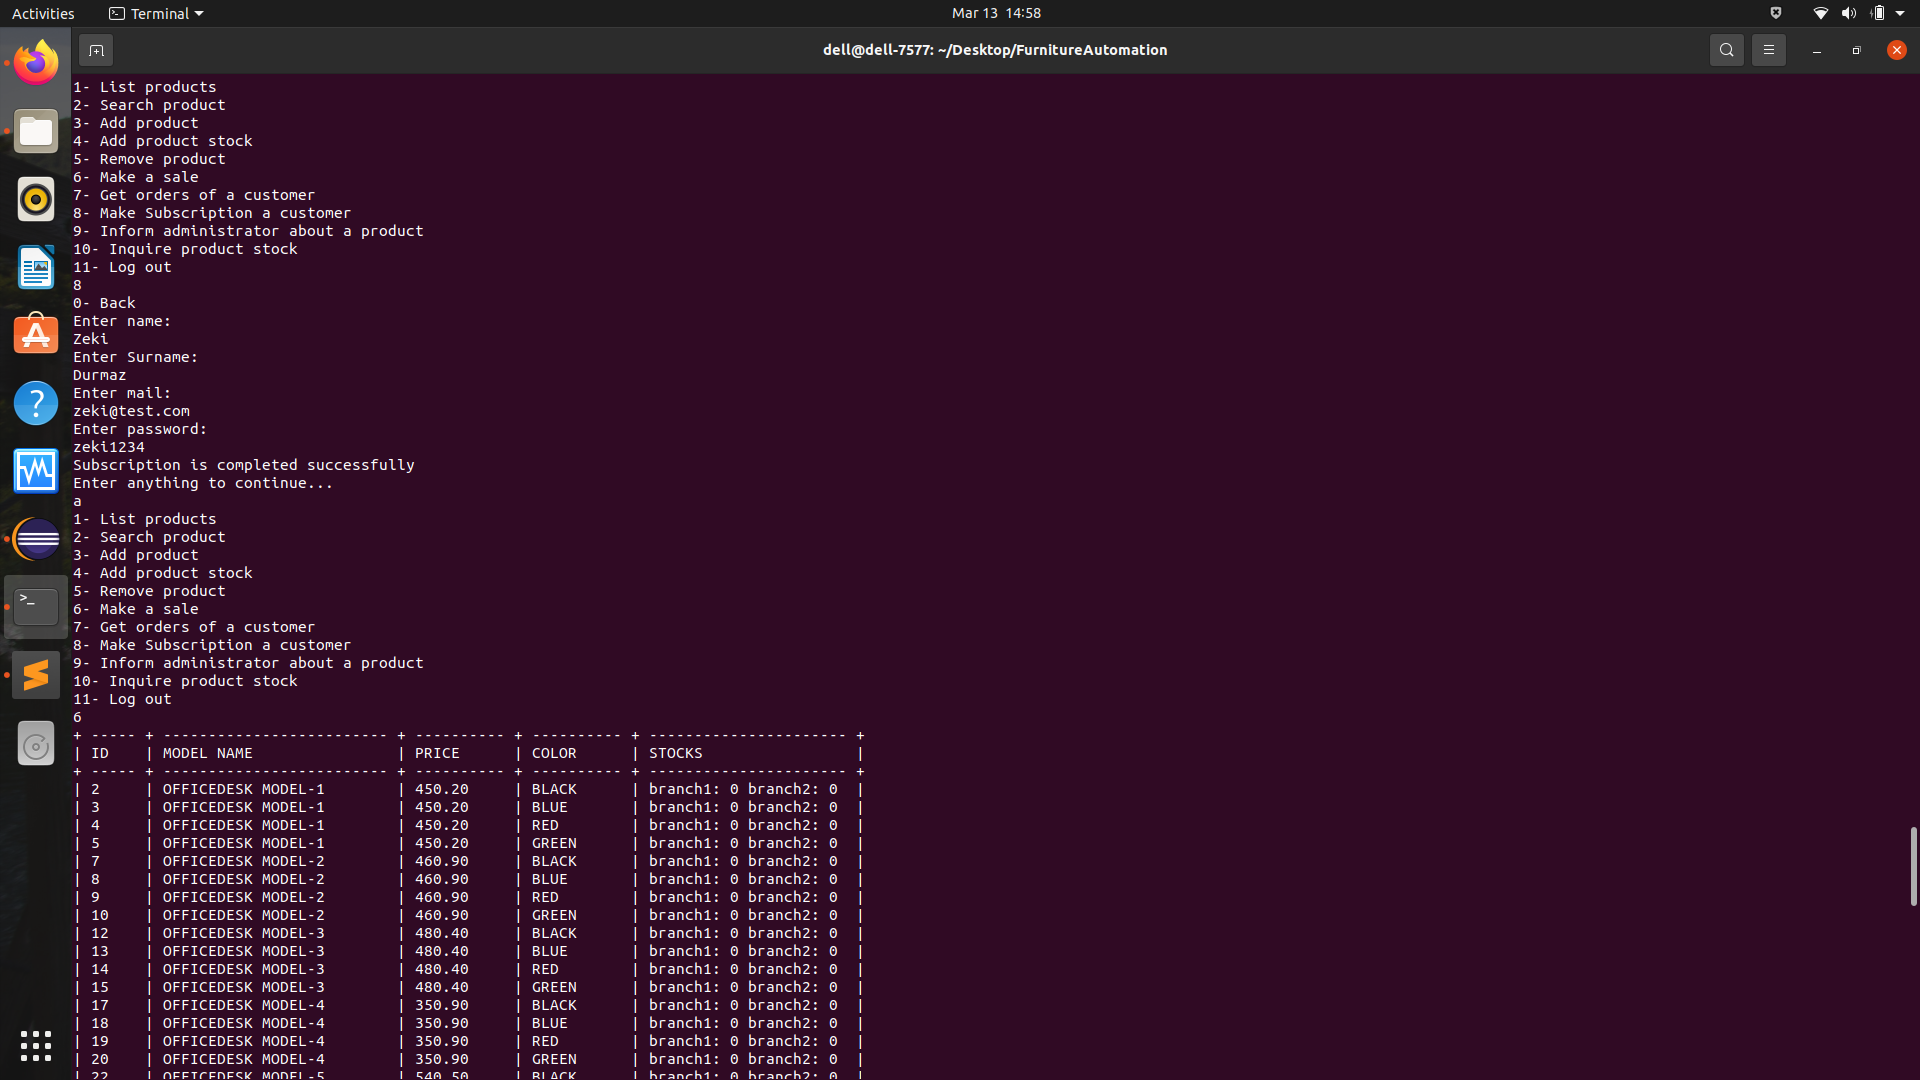 Activities
Terminal
Mar 13 14:58
dell@dell-7577: ~/Desktop/FurnitureAutomation
1- List products
2- Search product
3- Add product
4- Add product stock
5- Remove product
6- Make a sale
7- Get orders of a customer
8- Make Subscription a customer
9- Inform administrator about a product
10- Inquire product stock
11- Log out
8
0- Back
Enter name:
Zeki
Enter Surname:
Durmaz
Enter mail:
zeki@test.com
Enter password:
zeki1234
Subscription is completed successfully
Enter anything to continue...
a
1- List products
2- Search product
3- Add product
4- Add product stock
5- Remove product
6- Make a sale
7- Get orders of a customer
8- Make Subscription a customer
9- Inform administrator about a product
10- Inquire product stock
11- Log out
6
+ ----- + ------------------------- + ---------- + ---------- + ---------------------- +
| ID    | MODEL NAME                | PRICE      | COLOR      | STOCKS                 |
+ ----- + ------------------------- + ---------- + ---------- + ---------------------- +
| 2     | OFFICEDESK MODEL-1        | 450.20     | BLACK      | branch1: 0 branch2: 0  |
| 3     | OFFICEDESK MODEL-1        | 450.20     | BLUE       | branch1: 0 branch2: 0  |
| 4     | OFFICEDESK MODEL-1        | 450.20     | RED        | branch1: 0 branch2: 0  |
| 5     | OFFICEDESK MODEL-1        | 450.20     | GREEN      | branch1: 0 branch2: 0  |
| 7     | OFFICEDESK MODEL-2        | 460.90     | BLACK      | branch1: 0 branch2: 0  |
| 8     | OFFICEDESK MODEL-2        | 460.90     | BLUE       | branch1: 0 branch2: 0  |
| 9     | OFFICEDESK MODEL-2        | 460.90     | RED        | branch1: 0 branch2: 0  |
| 10    | OFFICEDESK MODEL-2        | 460.90     | GREEN      | branch1: 0 branch2: 0  |
| 12    | OFFICEDESK MODEL-3        | 480.40     | BLACK      | branch1: 0 branch2: 0  |
| 13    | OFFICEDESK MODEL-3        | 480.40     | BLUE       | branch1: 0 branch2: 0  |
| 14    | OFFICEDESK MODEL-3        | 480.40     | RED        | branch1: 0 branch2: 0  |
| 15    | OFFICEDESK MODEL-3        | 480.40     | GREEN      | branch1: 0 branch2: 0  |
| 17    | OFFICEDESK MODEL-4        | 350.90     | BLACK      | branch1: 0 branch2: 0  |
| 18    | OFFICEDESK MODEL-4        | 350.90     | BLUE       | branch1: 0 branch2: 0  |
| 19    | OFFICEDESK MODEL-4        | 350.90     | RED        | branch1: 0 branch2: 0  |
| 20    | OFFICEDESK MODEL-4        | 350.90     | GREEN      | branch1: 0 branch2: 0  |
| 22    | OFFICEDESK MODEL-5        | 540.50     | BLACK      | branch1: 0 branch2: 0  |